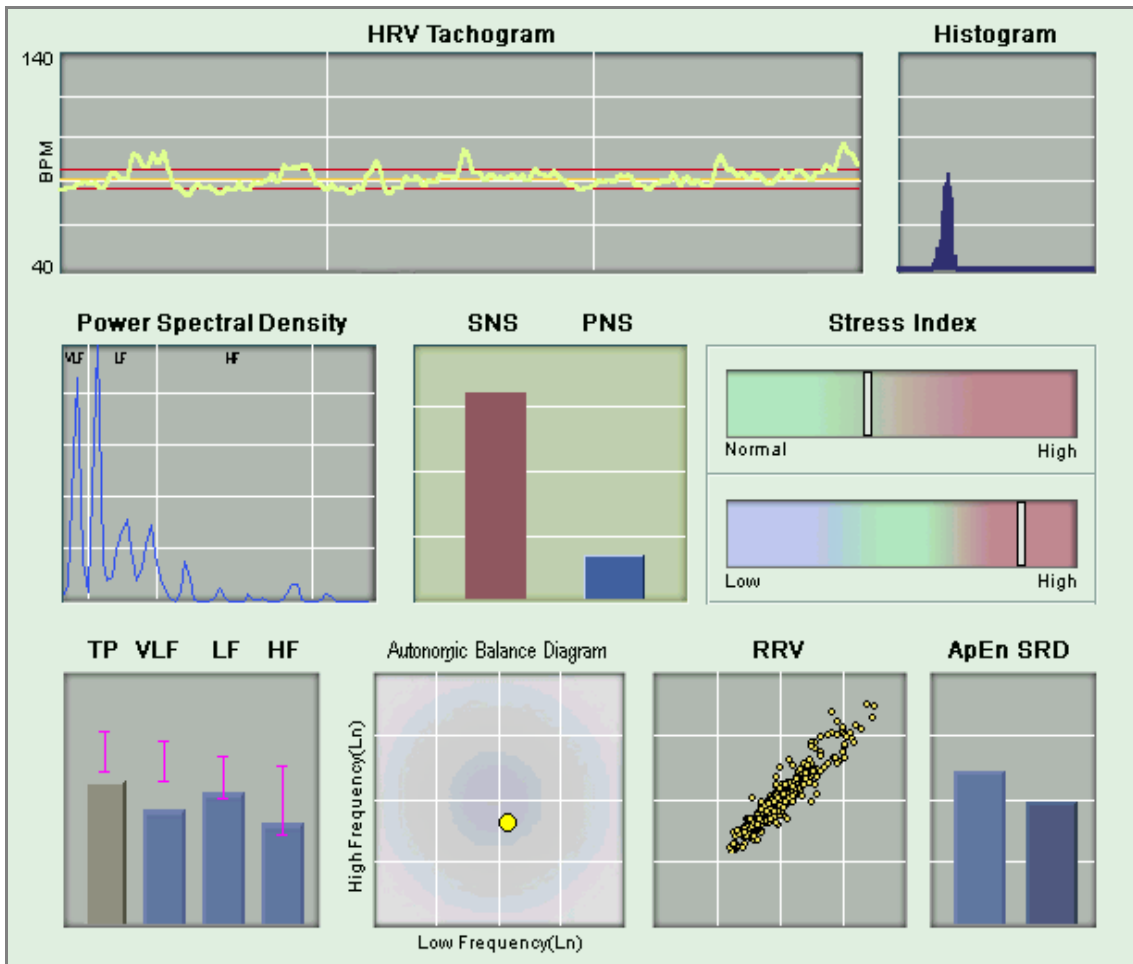 HRV Tachogram
Histogram
140
BPM
40
Power Spectral Density
VLF LF HF
SNS PNS
Stress Index
Normal High
Low High
TP VLF LF HF
Autonomic Balance Diagram
High Frequency(Ln)
Low Frequency(Ln)
RRV
ApEn SRD